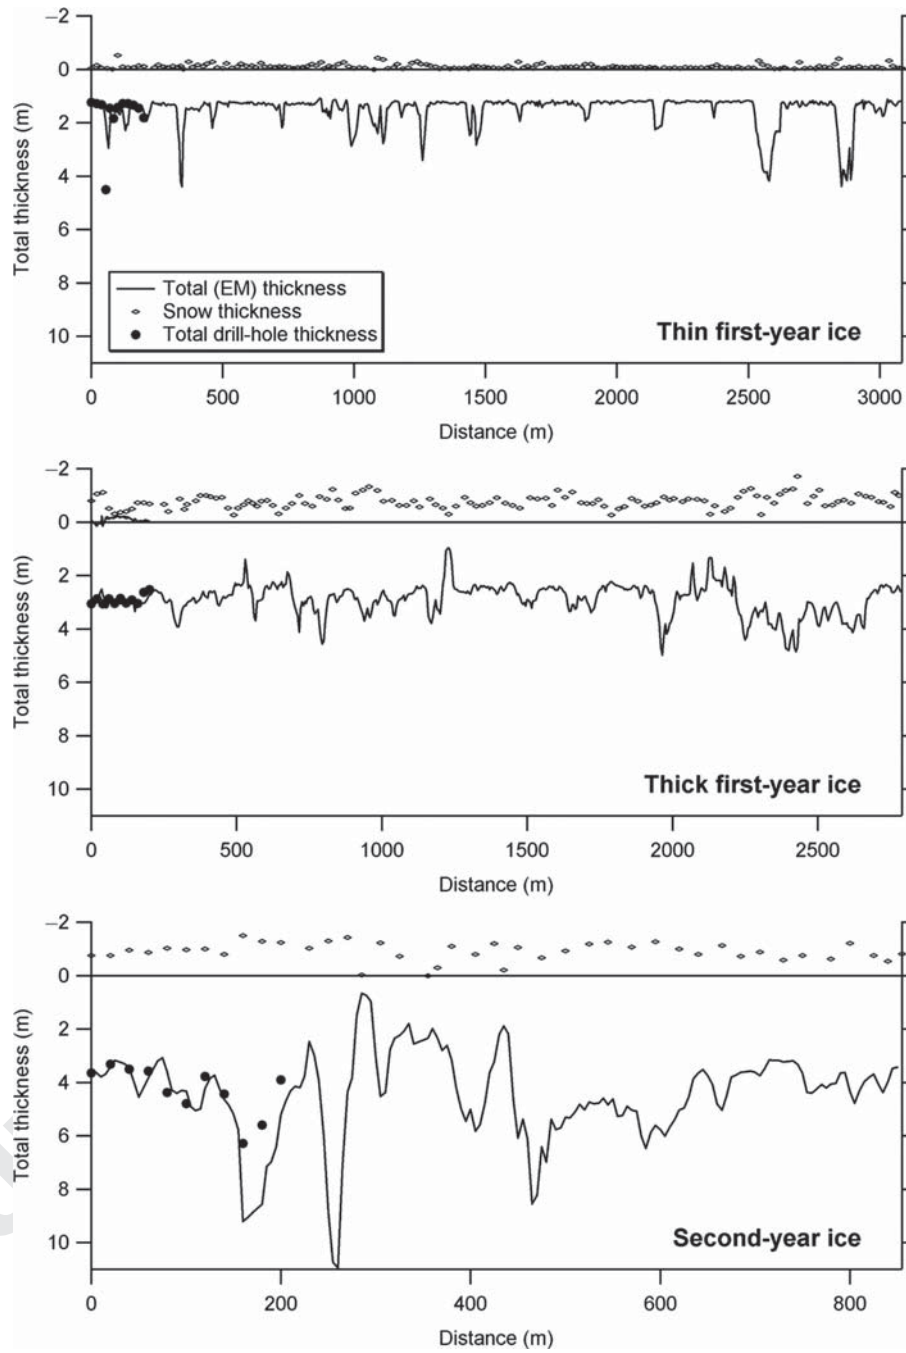 −2
0
2
4
6
8
10
Total thickness (m)
Total (EM) thickness
Snow thickness
Total drill-hole thickness
Thin first-year ice
0 500 1000 1500 2000 2500 3000
Distance (m)
−2
0
2
4
6
8
10
Total thickness (m)
Thick first-year ice
0 500 1000 1500 2000 2500
Distance (m)
−2
0
2
4
6
8
10
Total thickness (m)
Second-year ice
0 200 400 600 800
Distance (m)